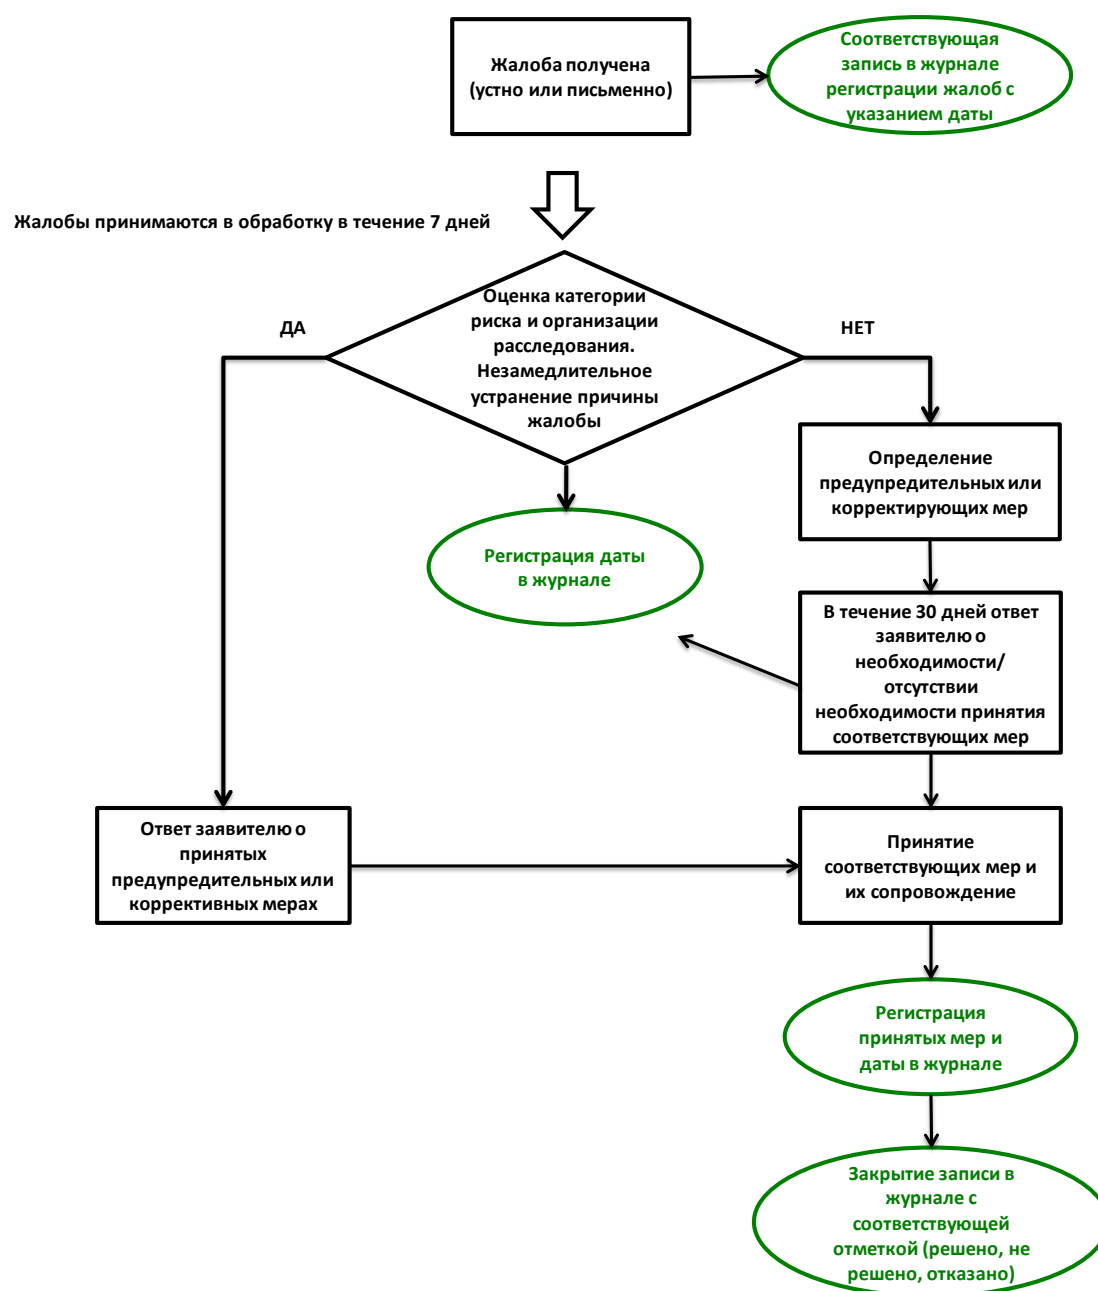 Жалоба получена
(устно или письменно)
Соответствующая
запись в журнале
регистрации жалоб с
указанием даты
Жалобы принимаются в обработку в течение 7 дней
Оценка категории
риска и организации
расследования.
Незамедлительное
устранение причины
жалобы
ДА
НЕТ
Определение
предупредительных или
корректирующих мер
Регистрация даты
в журнале
В течение 30 дней ответ
заявителю о
необходимости/
отсутствии
необходимости принятия
соответствующих мер
Ответ заявителю о
принятых
предупредительных или
коррективных мерах
Принятие
соответствующих мер и
их сопровождение
Регистрация
принятых мер и
даты в журнале
Закрытие записи в
журнале с
соответствующей
отметкой (решено, не
решено, отказано)